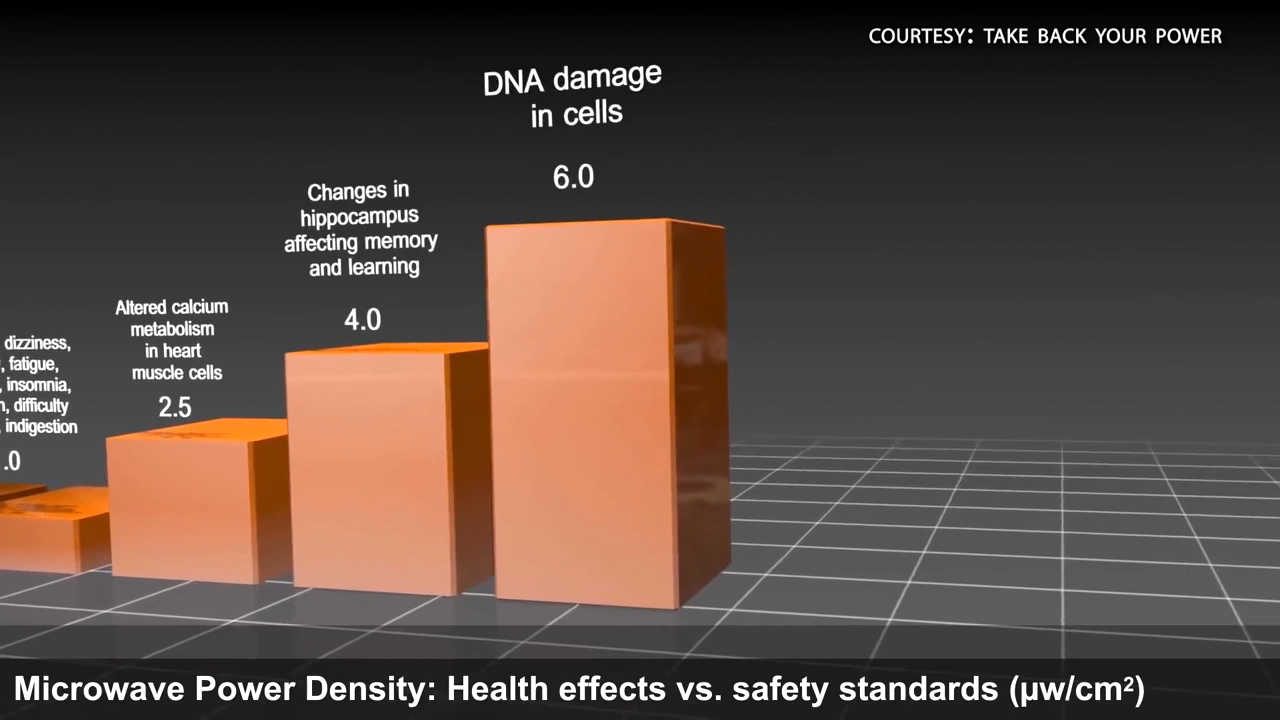 COURTESY: TAKE BACK YOUR POWER
DNA damage
in cells
6.0
Changes in
hippocampus
affecting memory
and learning
4.0
Altered calcium
metabolism
in heart
muscle cells
2.5
dizziness,
, fatigue,
, insomnia,
, difficulty
, indigestion
.0
Microwave Power Density: Health effects vs. safety standards (µw/cm²)